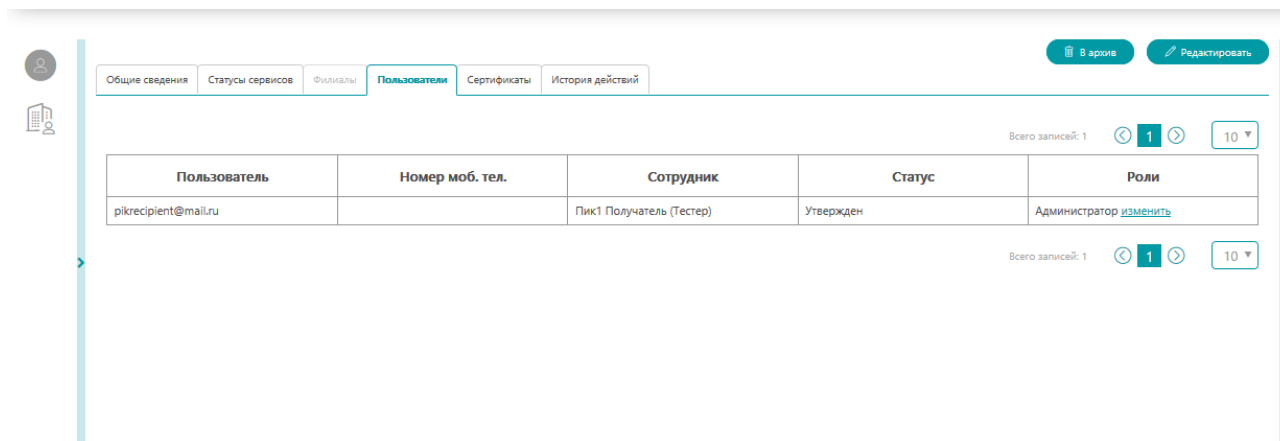 В архив
Редактировать
Общие сведения Статусы сервисов Филиалы Пользователи Сертификаты История действий
Всего записей: 1 1 10
Пользователь Номер моб. тел. Сотрудник Статус Роли
pikrecipient@mail.ru Пик1 Получатель (Тестер) Утвержден Администратор изменить
Всего записей: 1 1 10